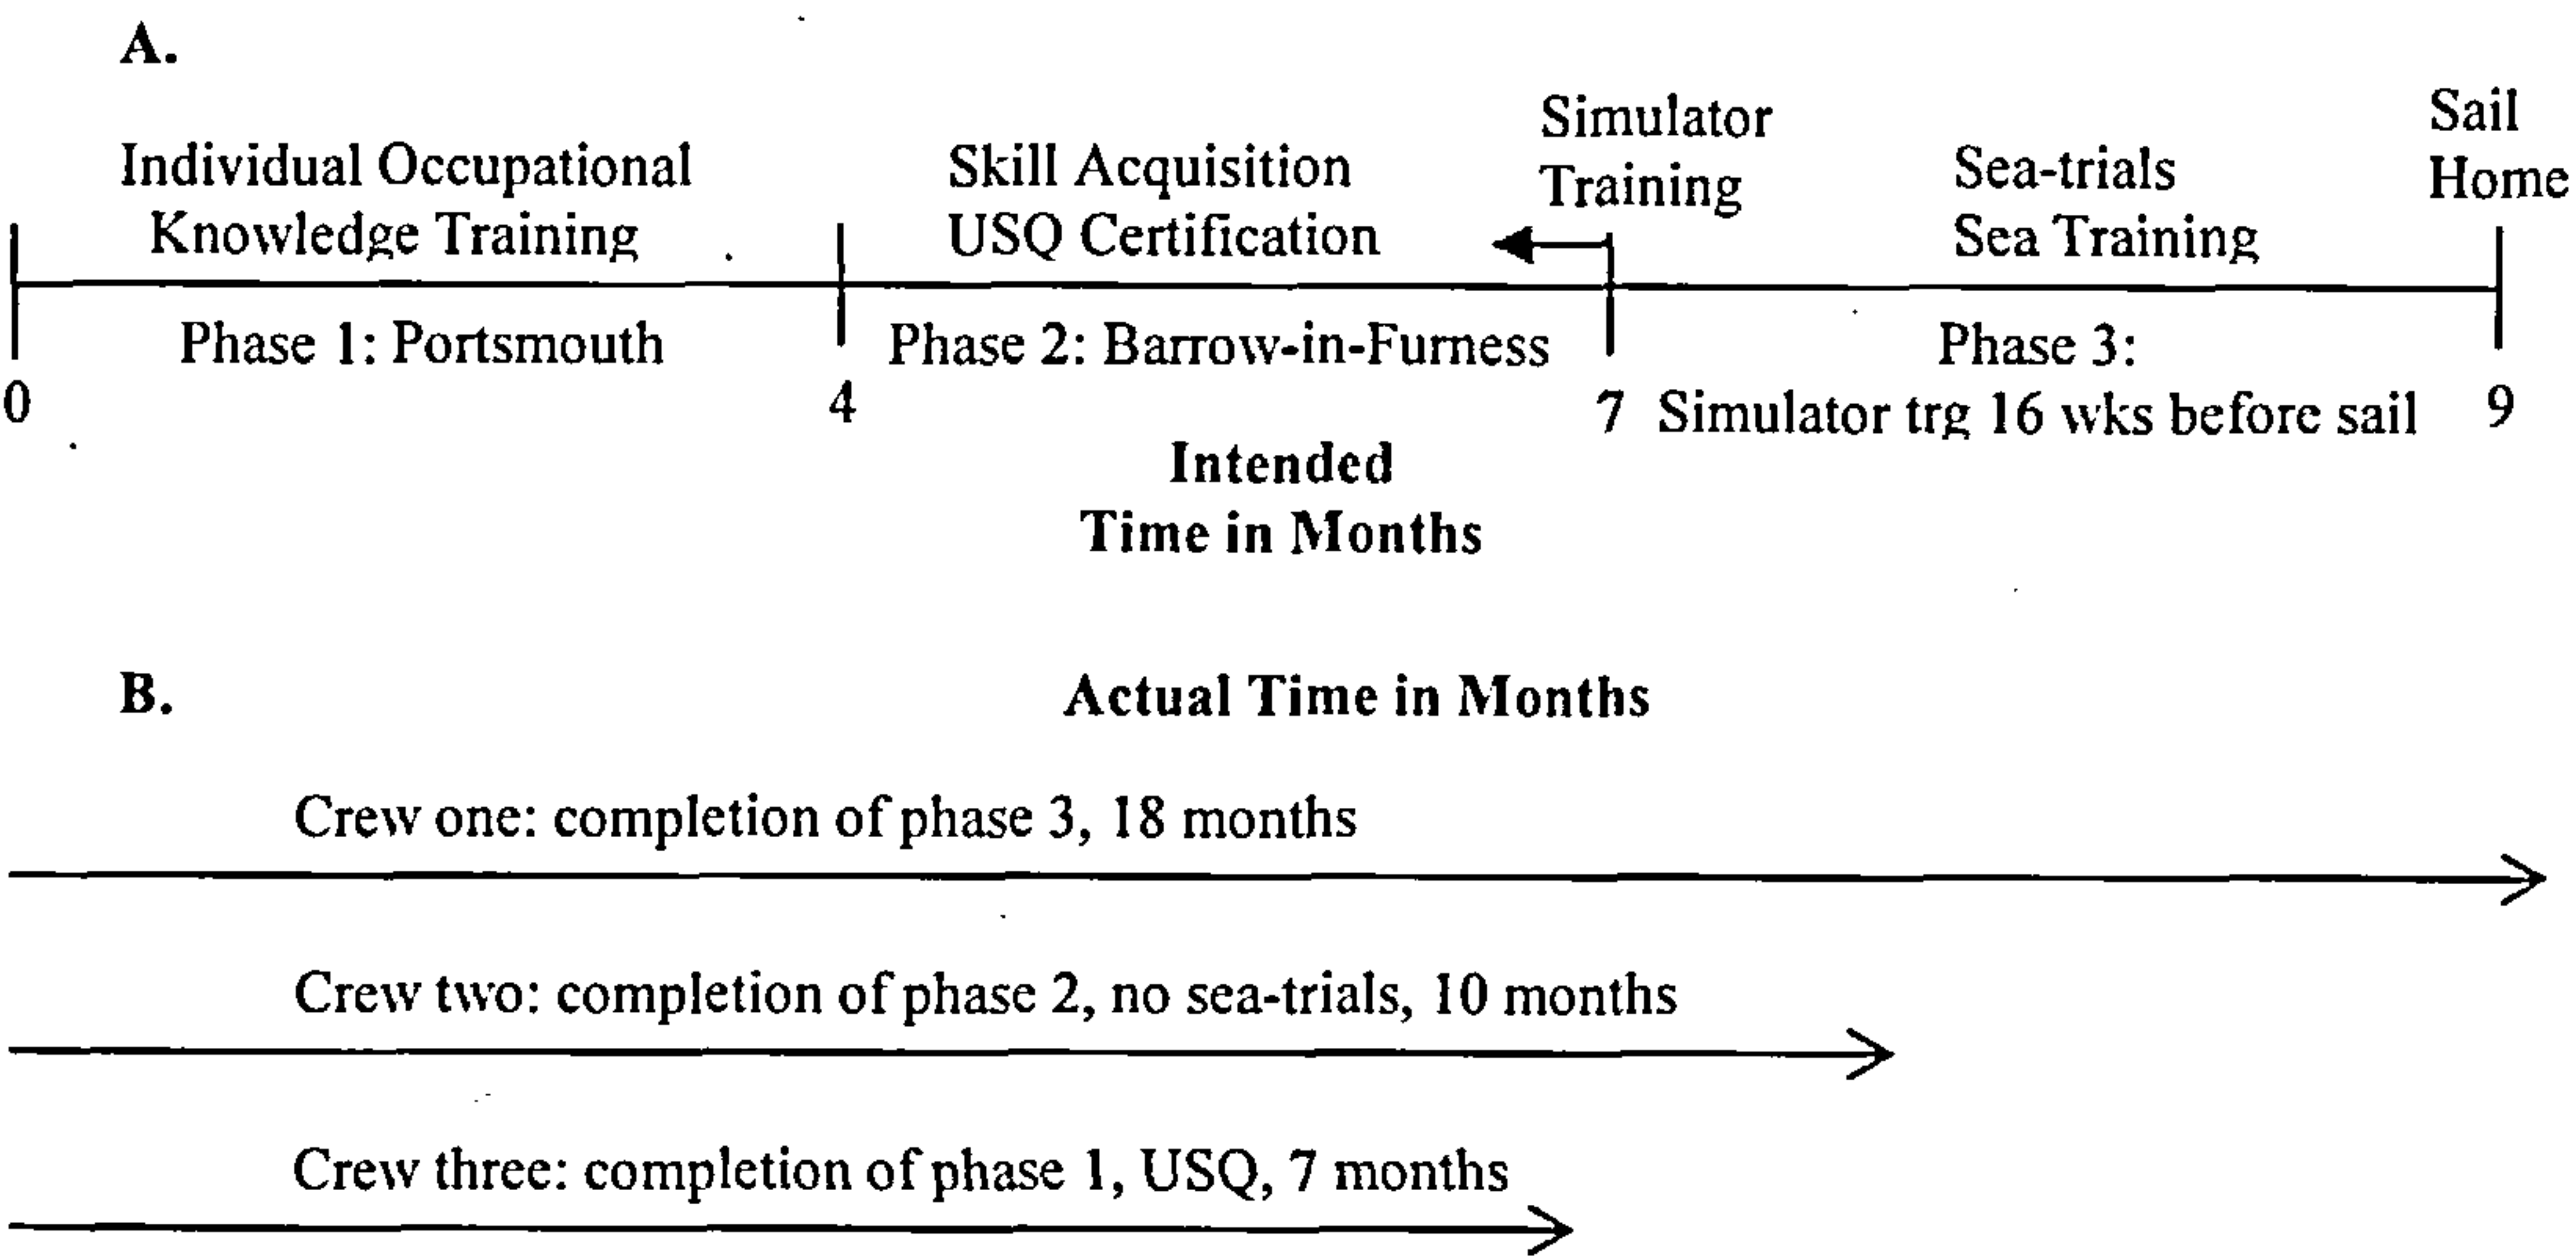 A.
Individual Occupational
Knowledge Training
Skill Acquisition
USQ Certification
Simulator
Training
Sea-trials
Sea Training
Sail
Home
Phase 1: Portsmouth
Phase 2: Barrow-in-Furness
Phase 3:
Simulator trg 16 wks before sail
0
4
7
9
Intended
Time in Months
B.
Actual Time in Months
Crew one: completion of phase 3, 18 months
Crew two: completion of phase 2, no sea-trials, 10 months
Crew three: completion of phase 1, USQ, 7 months